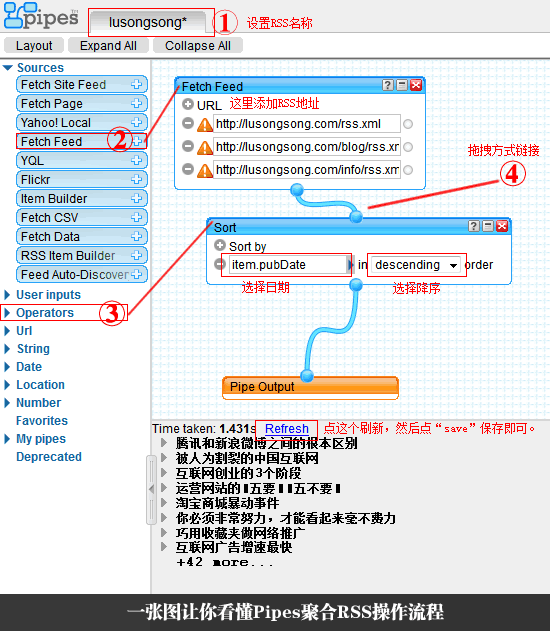 pipes
lusongsong*
① 设置RSS名称
Layout
Expand All
Collapse All
Sources
Fetch Site Feed
Fetch Page
Yahoo! Local
Fetch Feed
②
YQL
Flickr
Item Builder
Fetch CSV
Fetch Data
RSS Item Builder
Feed Auto-Discover
User inputs
Operators
③
Url
String
Date
Location
Number
Favorites
My pipes
Deprecated
Fetch Feed
URL 这里添加RSS地址
http://lusongsong.com/rss.xml
http://lusongsong.com/blog/rss.xm
http://lusongsong.com/info/rss.xm
拖拽方式链接
④
Sort
Sort by
item.pubDate in descending order
选择日期 选择降序
Pipe Output
Time taken: 1.431s Refresh 点这个刷新，然后点“save”保存即可。
腾讯和新浪微博之间的根本区别
被人为割裂的中国互联网
互联网创业的3个阶段
运营网站的五要五不要
淘宝商城暴动事件
你必须非常努力，才能看起来毫不费力
巧用收藏夹做网络推广
互联网广告增速最快
+42 more...
一张图让你看懂Pipes聚合RSS操作流程